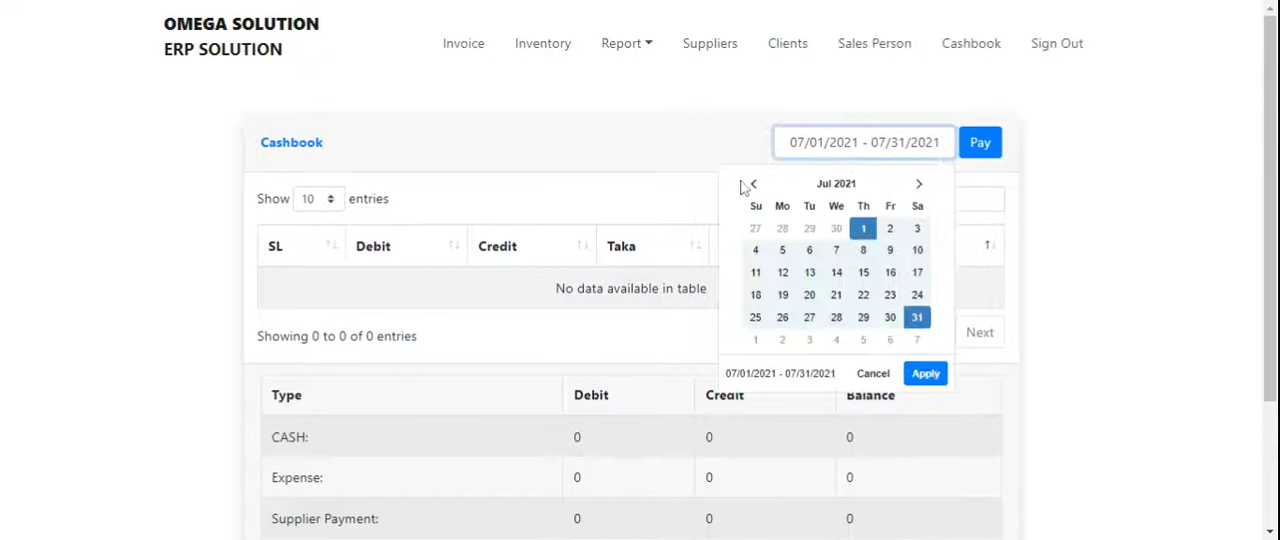 OMEGA SOLUTION
ERP SOLUTION
Invoice Inventory Report Suppliers Clients Sales Person Cashbook Sign Out
Cashbook 07/01/2021 - 07/31/2021 Pay
Show 10 entries
Jul 2021
Su Mo Tu We Th Fr Sa
27 28 29 30 1 2 3
4 5 6 7 8 9 10
11 12 13 14 15 16 17
18 19 20 21 22 23 24
25 26 27 28 29 30 31
1 2 3 4 5 6 7
07/01/2021 - 07/31/2021 Cancel Apply
SL Debit Credit Taka
No data available in table
Showing 0 to 0 of 0 entries Next
Type Debit Credit Balance
CASH: 0 0 0
Expense: 0 0 0
Supplier Payment: 0 0 0